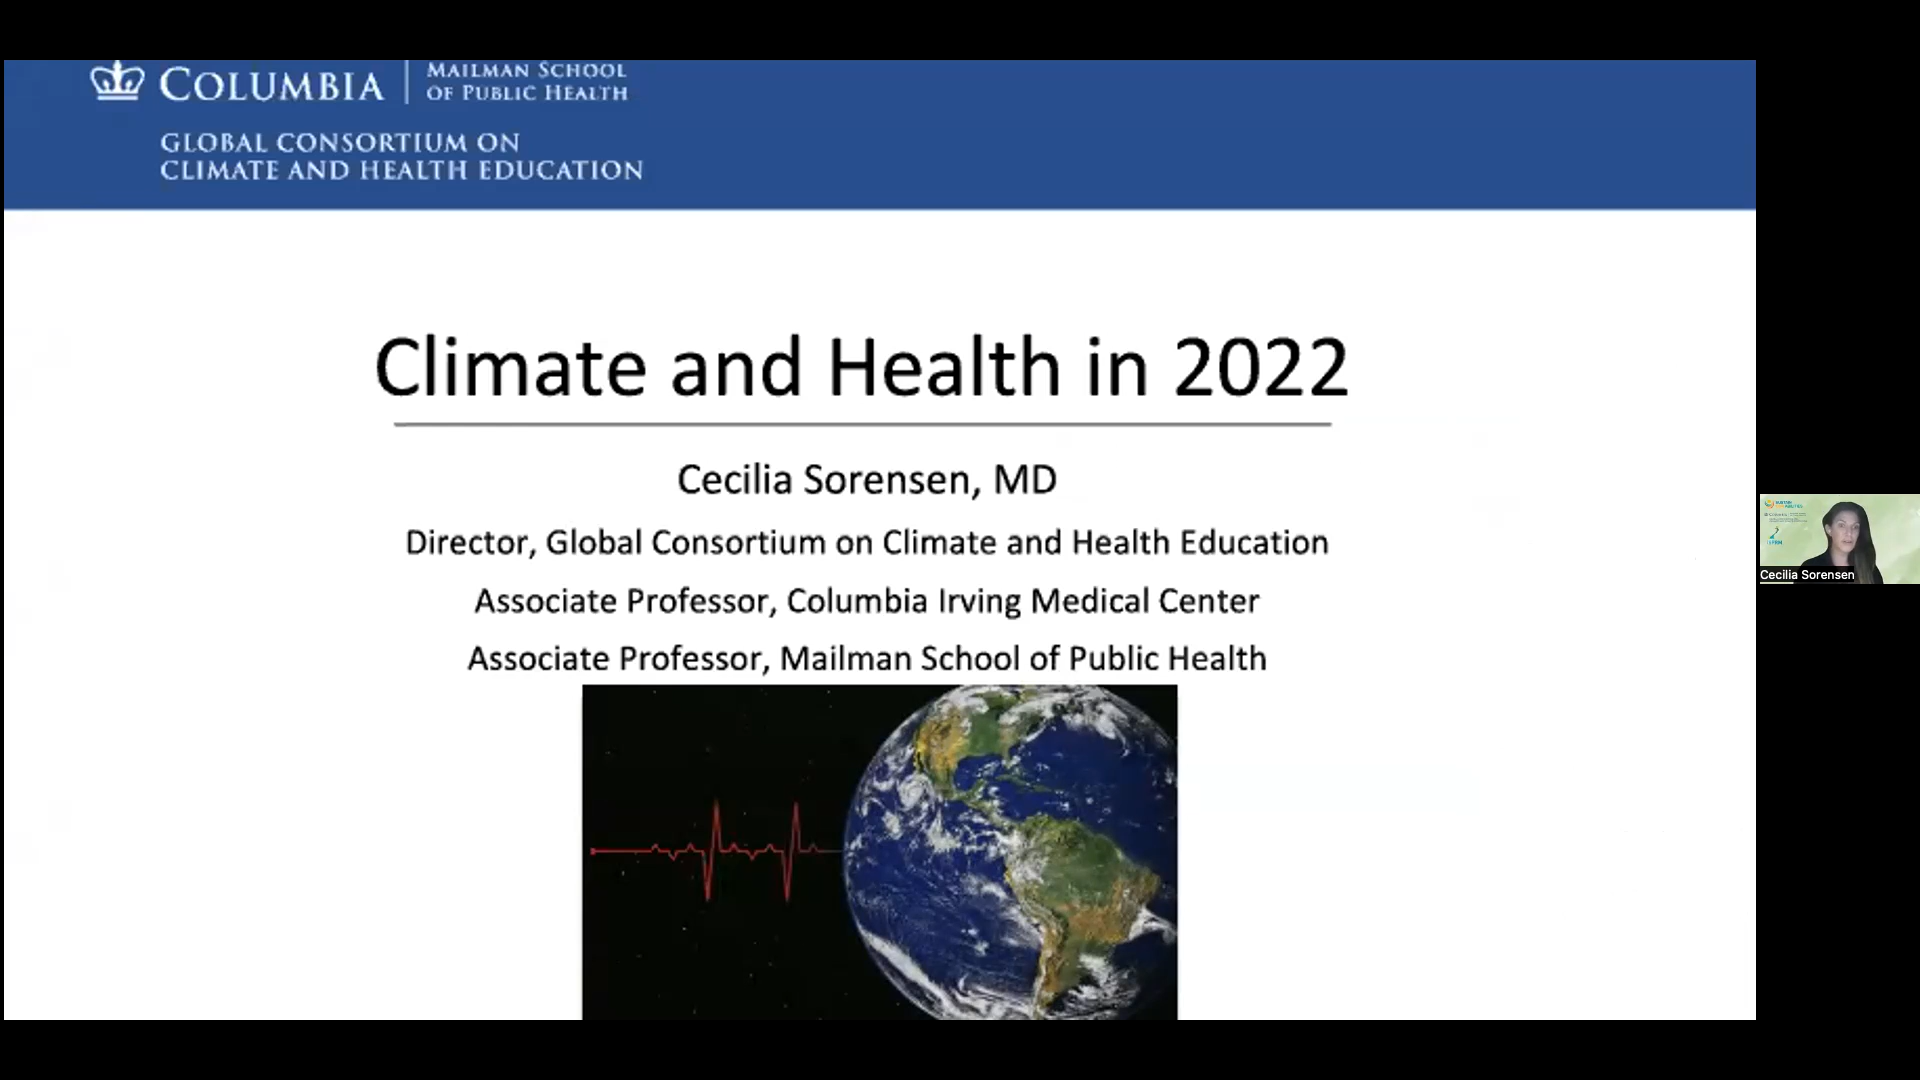 COLUMBIA
MAILMAN SCHOOL
OF PUBLIC HEALTH
GLOBAL CONSORTIUM ON
CLIMATE AND HEALTH EDUCATION
Climate and Health in 2022
Cecilia Sorensen, MD
Director, Global Consortium on Climate and Health Education
Associate Professor, Columbia Irving Medical Center
Associate Professor, Mailman School of Public Health
Cecilia Sorensen